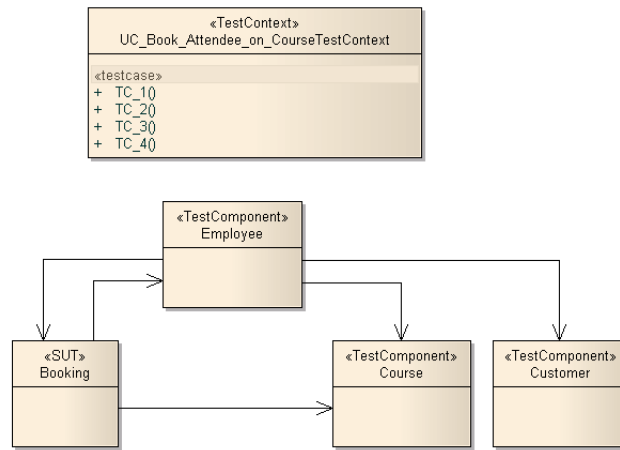 «TestContext»
UC_Book_Attendee_on_CourseTestContext
«testcase»
+ TC_1()
+ TC_2()
+ TC_3()
+ TC_4()
«TestComponent»
Employee
«SUT»
Booking
«TestComponent»
Course
«TestComponent»
Customer